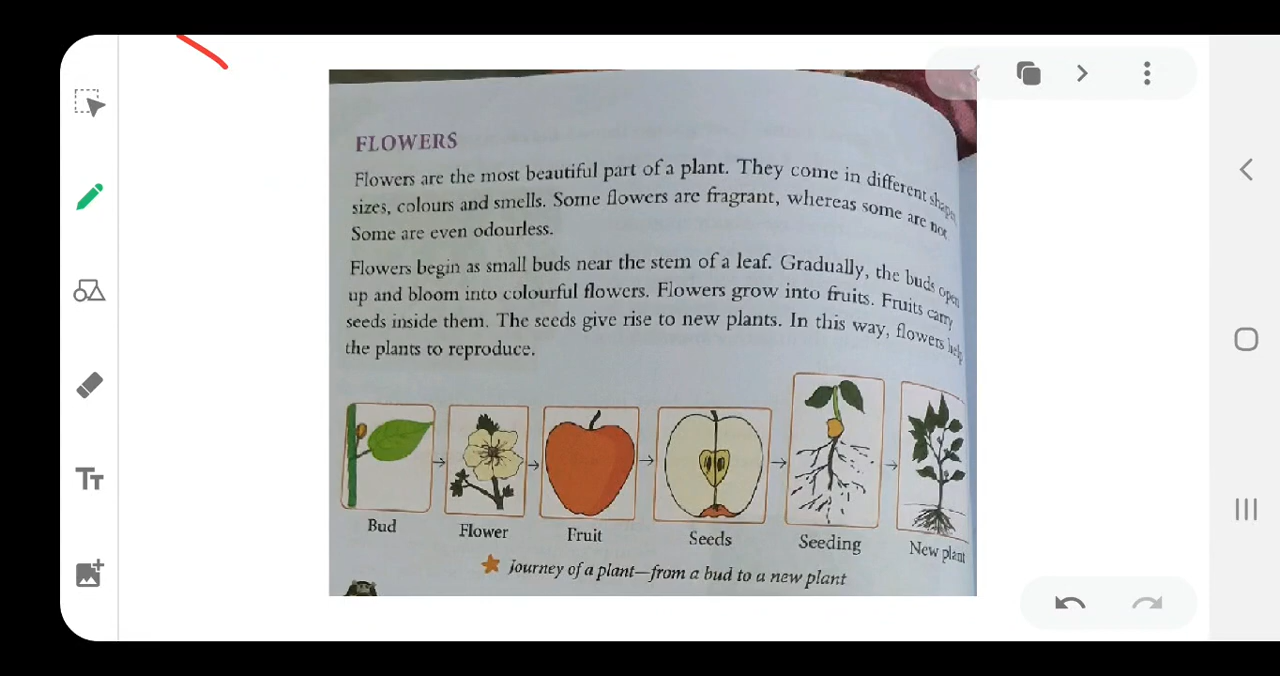 FLOWERS
Flowers are the most beautiful part of a plant. They come in different
sizes, colours and smells. Some flowers are fragrant, whereas some are not
Some are even odourless.
Flowers begin as small buds near the stem of a leaf. Gradually, the buds open
up and bloom into colourful flowers. Flowers grow into fruits. Fruits carry
seeds inside them. The seeds give rise to new plants. In this way, flowers help
the plants to reproduce.
Bud
Flower
Fruit
Seeds
Seeding
New plant
Journey of a plant—from a bud to a new plant
TT